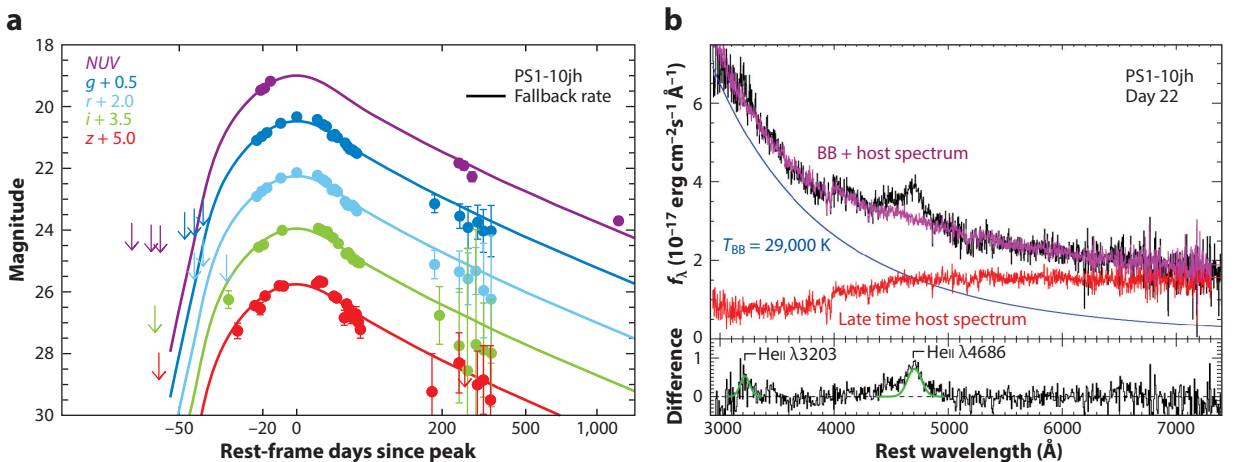 a
NUV
g + 0.5
r + 2.0
i + 3.5
z + 5.0
PS1-10jh
Fallback rate
Magnitude
18
20
22
24
26
28
30
−50
−20
0
200
500
1,000
Rest-frame days since peak
b
PS1-10jh
Day 22
BB + host spectrum
T_BB = 29,000 K
Late time host spectrum
f_λ (10⁻¹⁷ erg cm⁻²s⁻¹ Å⁻¹)
6
4
2
0
HeII λ3203
HeII λ4686
Difference
1
0
3000
4000
5000
6000
7000
Rest wavelength (Å)